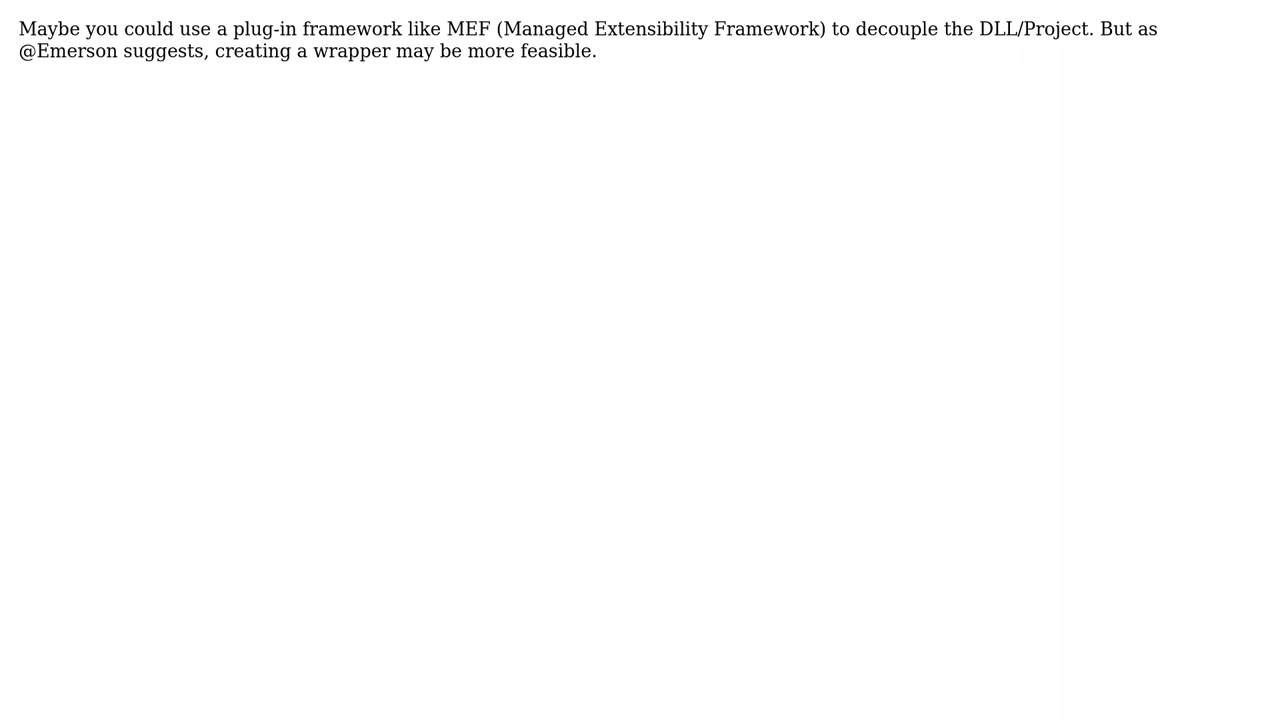 Maybe you could use a plug-in framework like MEF (Managed Extensibility Framework) to decouple the DLL/Project. But as
@Emerson suggests, creating a wrapper may be more feasible.